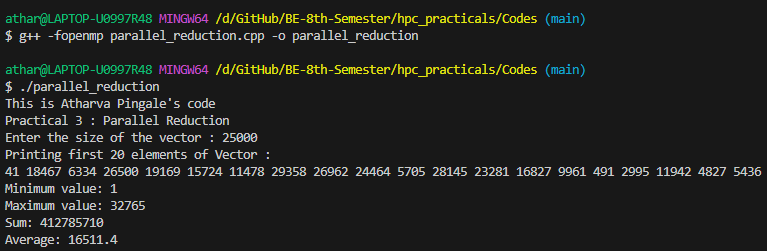 athar@LAPTOP-U0997R48 MINGW64 /d/GitHub/BE-8th-Semester/hpc_practicals/Codes (main)
$ g++ -fopenmp parallel_reduction.cpp -o parallel_reduction
athar@LAPTOP-U0997R48 MINGW64 /d/GitHub/BE-8th-Semester/hpc_practicals/Codes (main)
$ ./parallel_reduction
This is Atharva Pingale's code
Practical 3 : Parallel Reduction
Enter the size of the vector : 25000
Printing first 20 elements of Vector :
41 18467 6334 26500 19169 15724 11478 29358 26962 24464 5705 28145 23281 16827 9961 491 2995 11942 4827 5436
Minimum value: 1
Maximum value: 32765
Sum: 412785710
Average: 16511.4